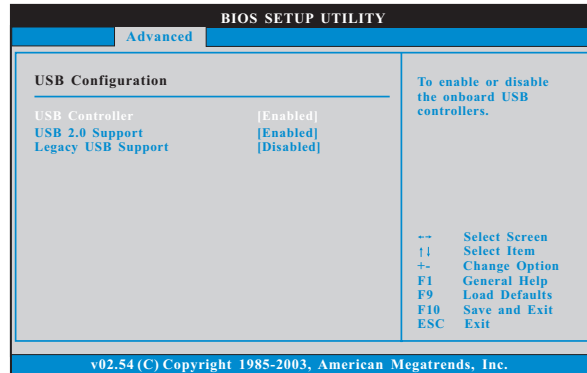 BIOS SETUP UTILITY
Advanced
USB Configuration
USB Controller [Enabled]
USB 2.0 Support [Enabled]
Legacy USB Support [Disabled]
To enable or disable
the onboard USB
controllers.
←→ Select Screen
↑↓ Select Item
+- Change Option
F1 General Help
F9 Load Defaults
F10 Save and Exit
ESC Exit
v02.54 (C) Copyright 1985-2003, American Megatrends, Inc.